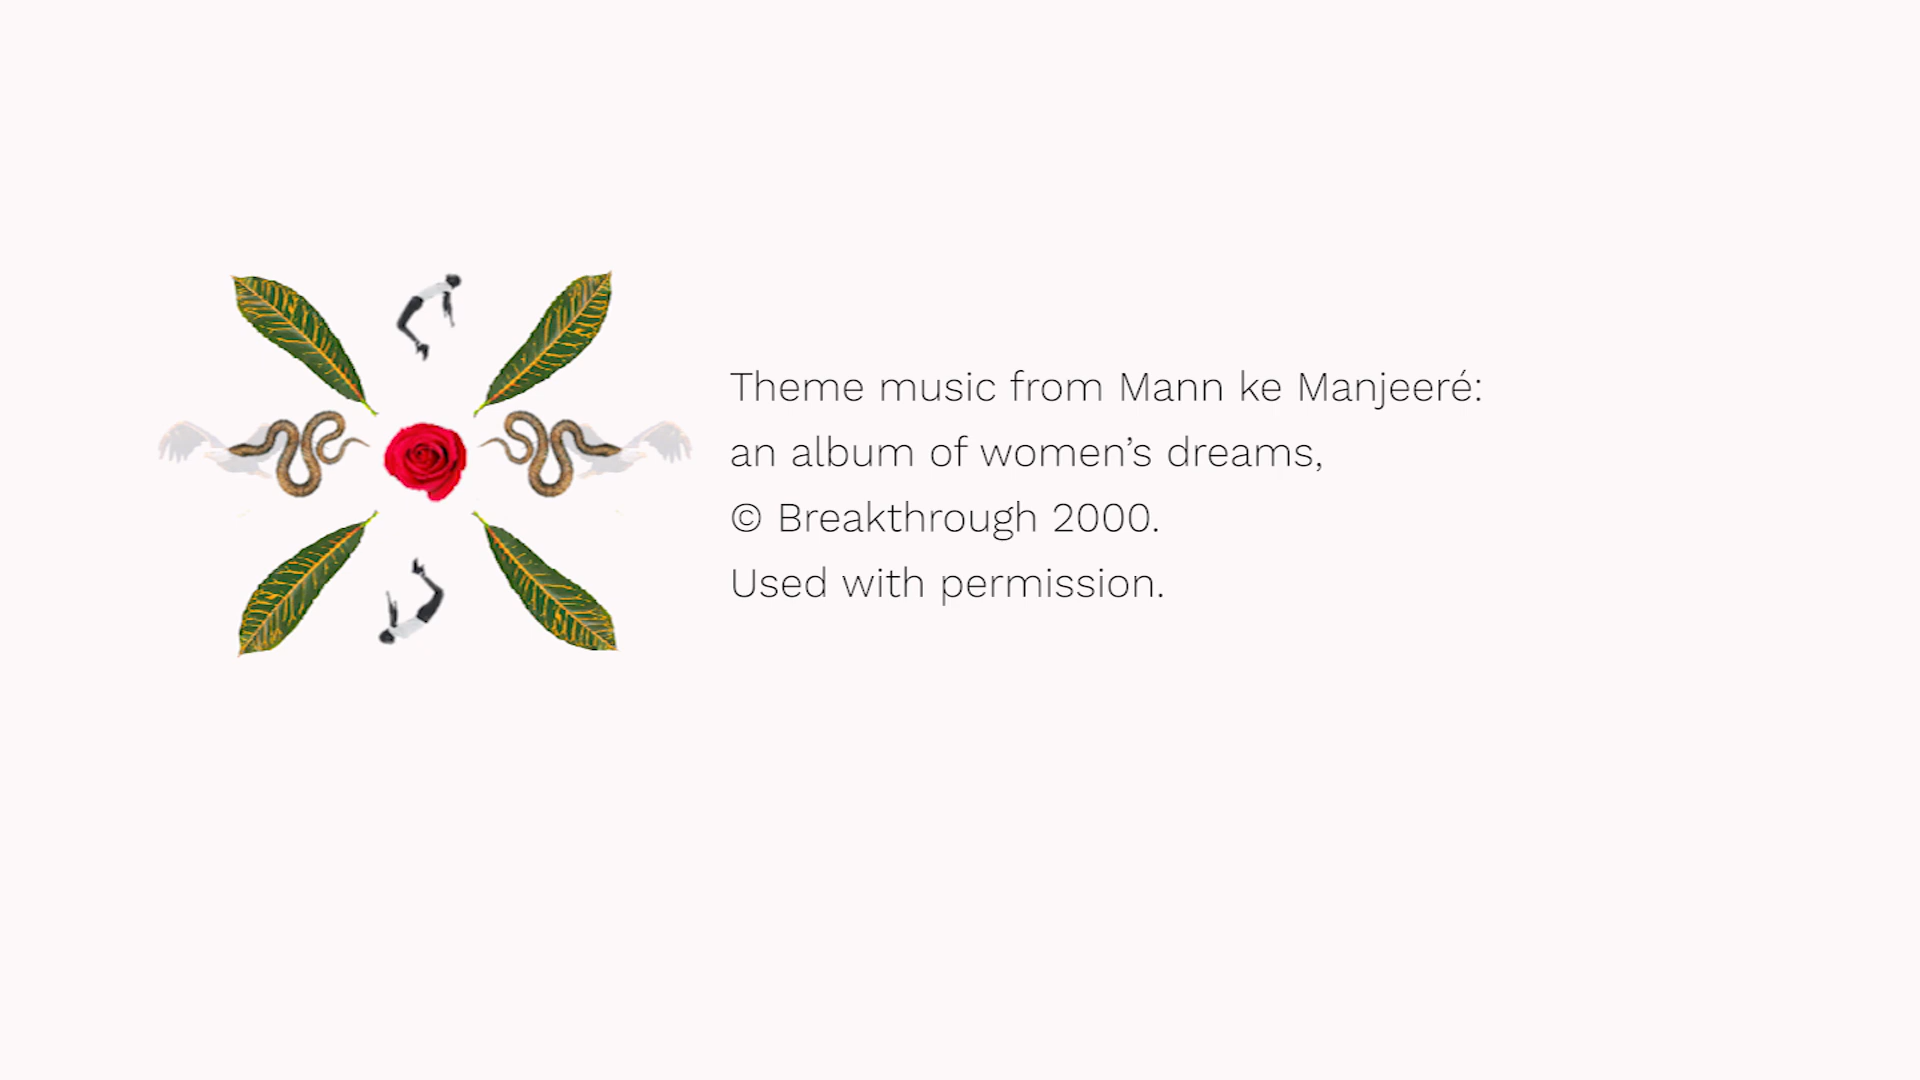 Theme music from Mann ke Manjeeré:
an album of women’s dreams,
© Breakthrough 2000.
Used with permission.